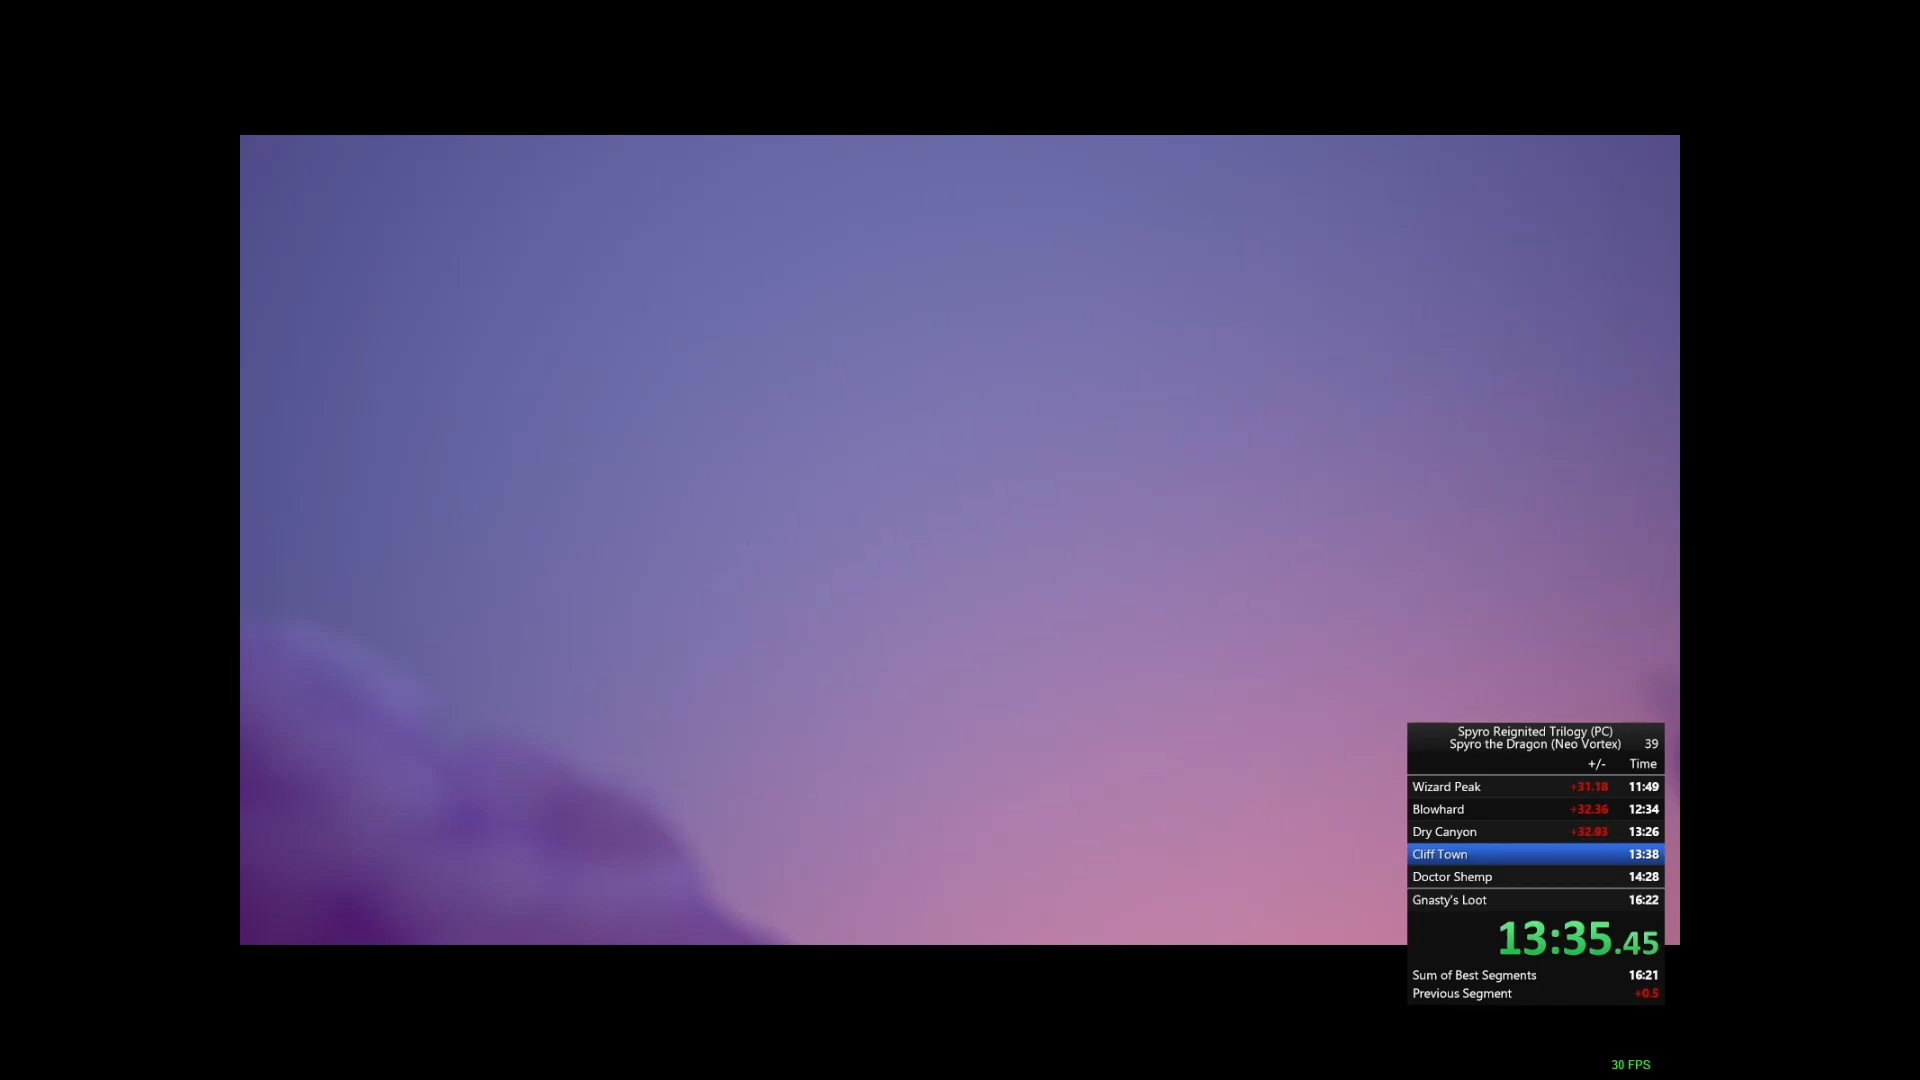 Spyro Reignited Trilogy (PC)
Spyro the Dragon (Neo Vortex) 39
+/- Time
Wizard Peak +31.18 11:49
Blowhard +32.36 12:34
Dry Canyon +32.93 13:26
Cliff Town 13:38
Doctor Shemp 14:28
Gnasty's Loot 16:22
13:35.45
Sum of Best Segments 16:21
Previous Segment +0.5
30 FPS